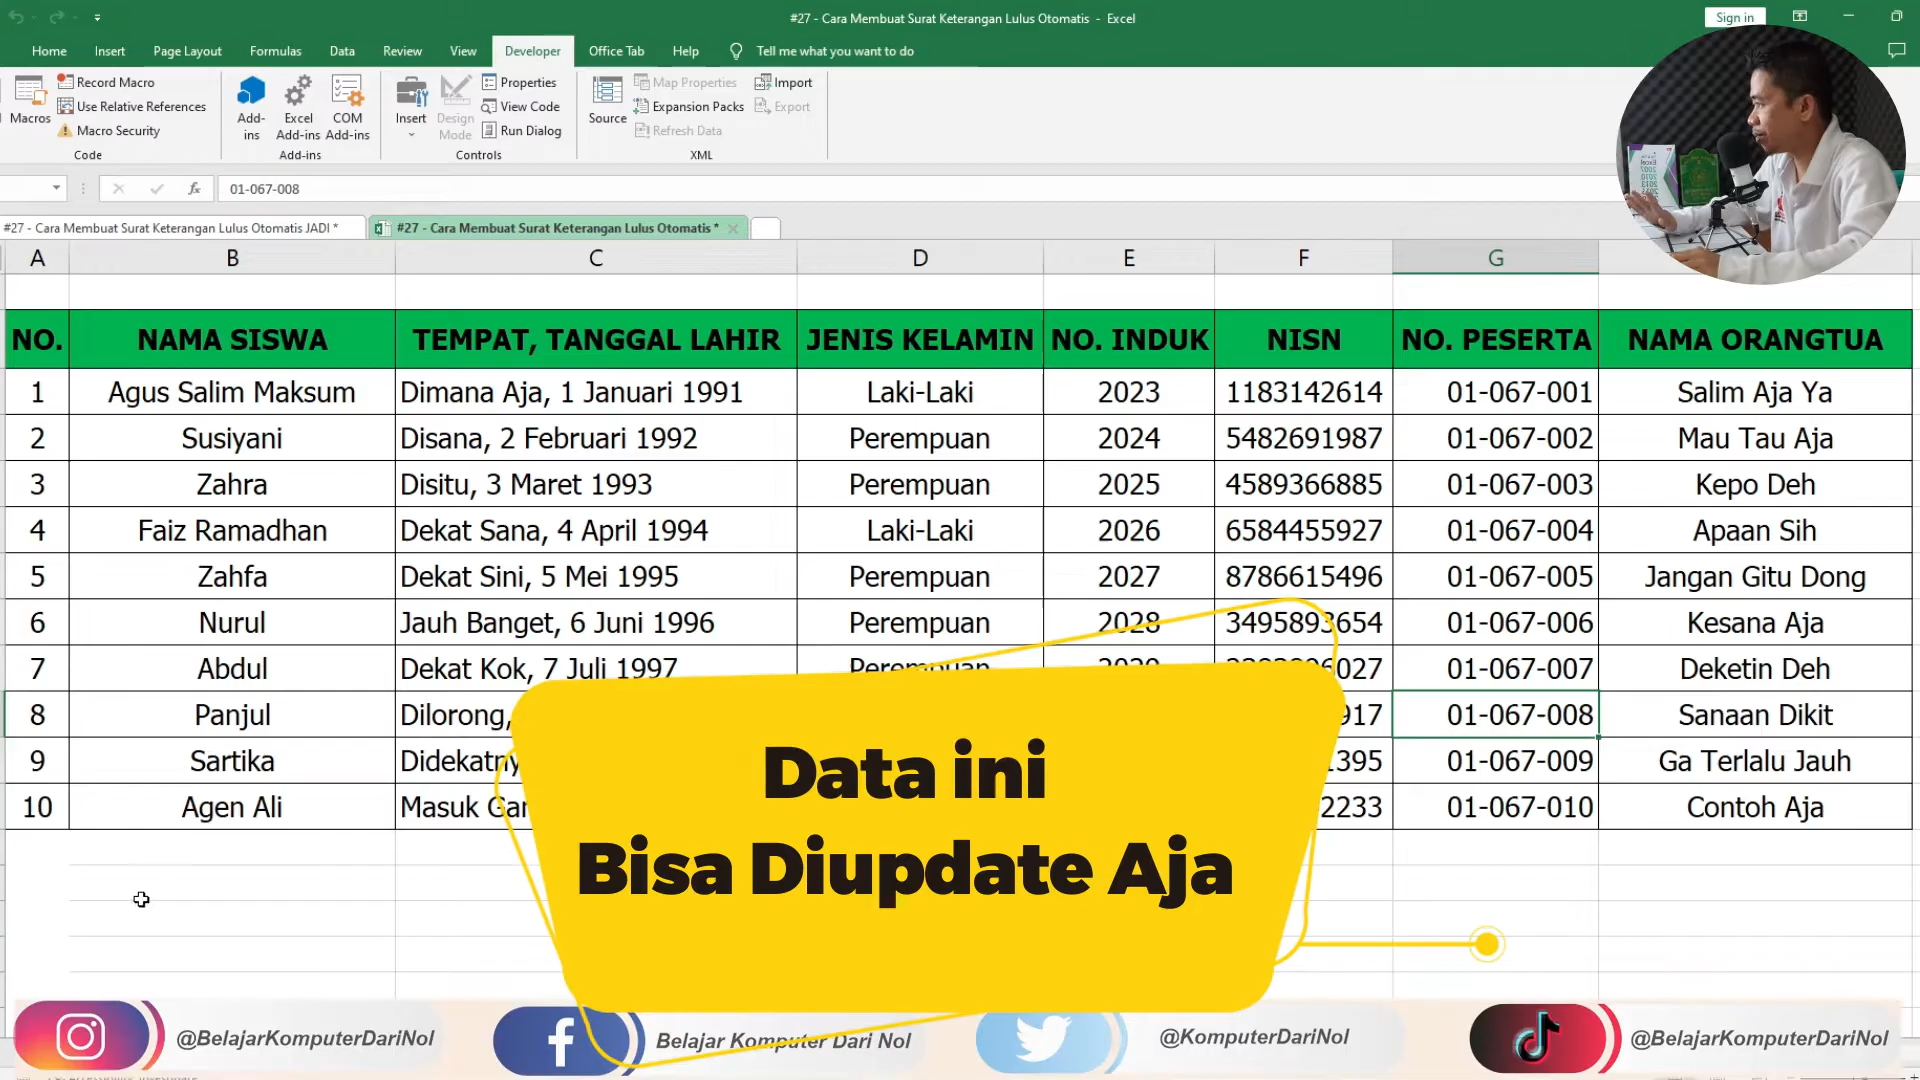 #27 - Cara Membuat Surat Keterangan Lulus Otomatis - Excel
Sign in
Home Insert Page Layout Formulas Data Review View Developer Office Tab Help Tell me what you want to do
Macros
Record Macro
Use Relative References
Macro Security
Code
Add-ins
Excel Add-ins
COM Add-ins
Add-ins
Insert
Design Mode
Properties
View Code
Run Dialog
Controls
Source
Map Properties
Expansion Packs
Refresh Data
Import
Export
XML
fx 01-067-008
#27 - Cara Membuat Surat Keterangan Lulus Otomatis JADI *
#27 - Cara Membuat Surat Keterangan Lulus Otomatis *
A B C D E F G
NO. NAMA SISWA TEMPAT, TANGGAL LAHIR JENIS KELAMIN NO. INDUK NISN NO. PESERTA NAMA ORANGTUA
1 Agus Salim Maksum Dimana Aja, 1 Januari 1991 Laki-Laki 2023 1183142614 01-067-001 Salim Aja Ya
2 Susiyani Disana, 2 Februari 1992 Perempuan 2024 5482691987 01-067-002 Mau Tau Aja
3 Zahra Disitu, 3 Maret 1993 Perempuan 2025 4589366885 01-067-003 Kepo Deh
4 Faiz Ramadhan Dekat Sana, 4 April 1994 Laki-Laki 2026 6584455927 01-067-004 Apaan Sih
5 Zahfa Dekat Sini, 5 Mei 1995 Perempuan 2027 8786615496 01-067-005 Jangan Gitu Dong
6 Nurul Jauh Banget, 6 Juni 1996 Perempuan 2028 3495893654 01-067-006 Kesana Aja
7 Abdul Dekat Kok, 7 Juli 1997 Perempuan 01-067-007 Deketin Deh
8 Panjul Dilorong, 917 01-067-008 Sanaan Dikit
9 Sartika 395 01-067-009 Ga Terlalu Jauh
10 Agen Ali Masuk 2233 01-067-010 Contoh Aja
Data ini
Bisa Diupdate Aja
@BelajarKomputerDariNol
Belajar Komputer Dari Nol
@KomputerDariNol
@BelajarKomputerDariNol